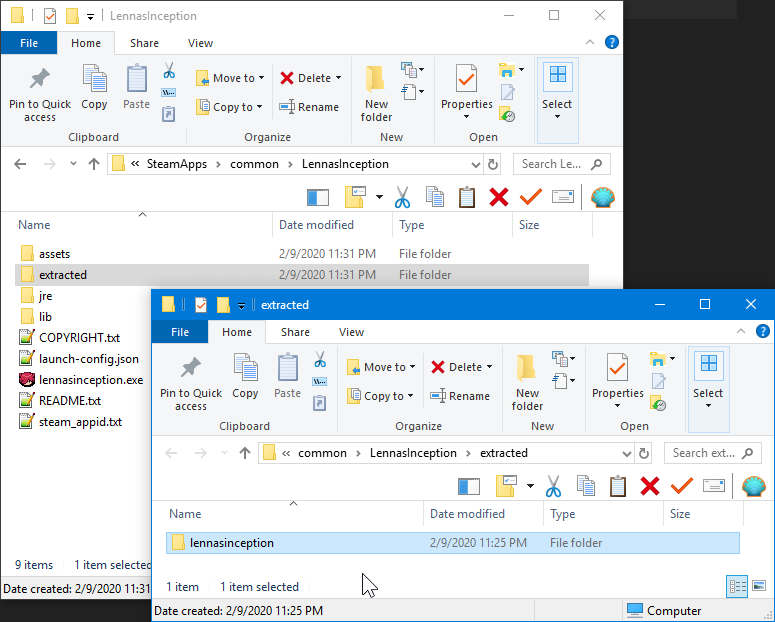 LennasInception
File Home Share View
Pin to Quick access
Copy
Paste
Move to
Copy to
Delete
Rename
New folder
Properties
Select
Clipboard Organize New Open
« SteamApps › common › LennasInception
Search Le...
Name Date modified Type Size
assets 2/9/2020 11:31 PM File folder
extracted 2/9/2020 11:31 PM File folder
jre
lib
COPYRIGHT.txt
launch-config.json
lennasinception.exe
README.txt
steam_appid.txt
9 items 1 item selected
Date created: 2/9/2020 11:31
extracted
File Home Share View
Pin to Quick access
Copy
Paste
Move to
Copy to
Delete
Rename
New folder
Properties
Select
Clipboard Organize New Open
« common › LennasInception › extracted
Search ext...
Name Date modified Type Size
lennasinception 2/9/2020 11:25 PM File folder
1 item 1 item selected
Date created: 2/9/2020 11:25 PM
Computer